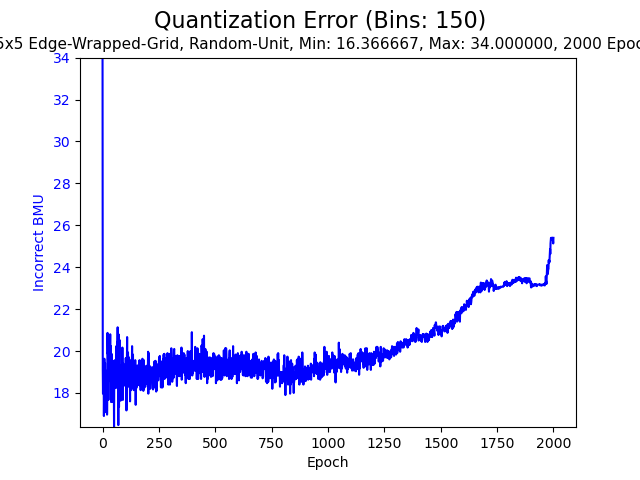 Quantization Error (Bins: 150)
5x5 Edge-Wrapped-Grid, Random-Unit, Min: 16.366667, Max: 34.000000, 2000 Epoc
34
32
30
28
26
24
22
20
18
Incorrect BMU
0 250 500 750 1000 1250 1500 1750 2000
Epoch